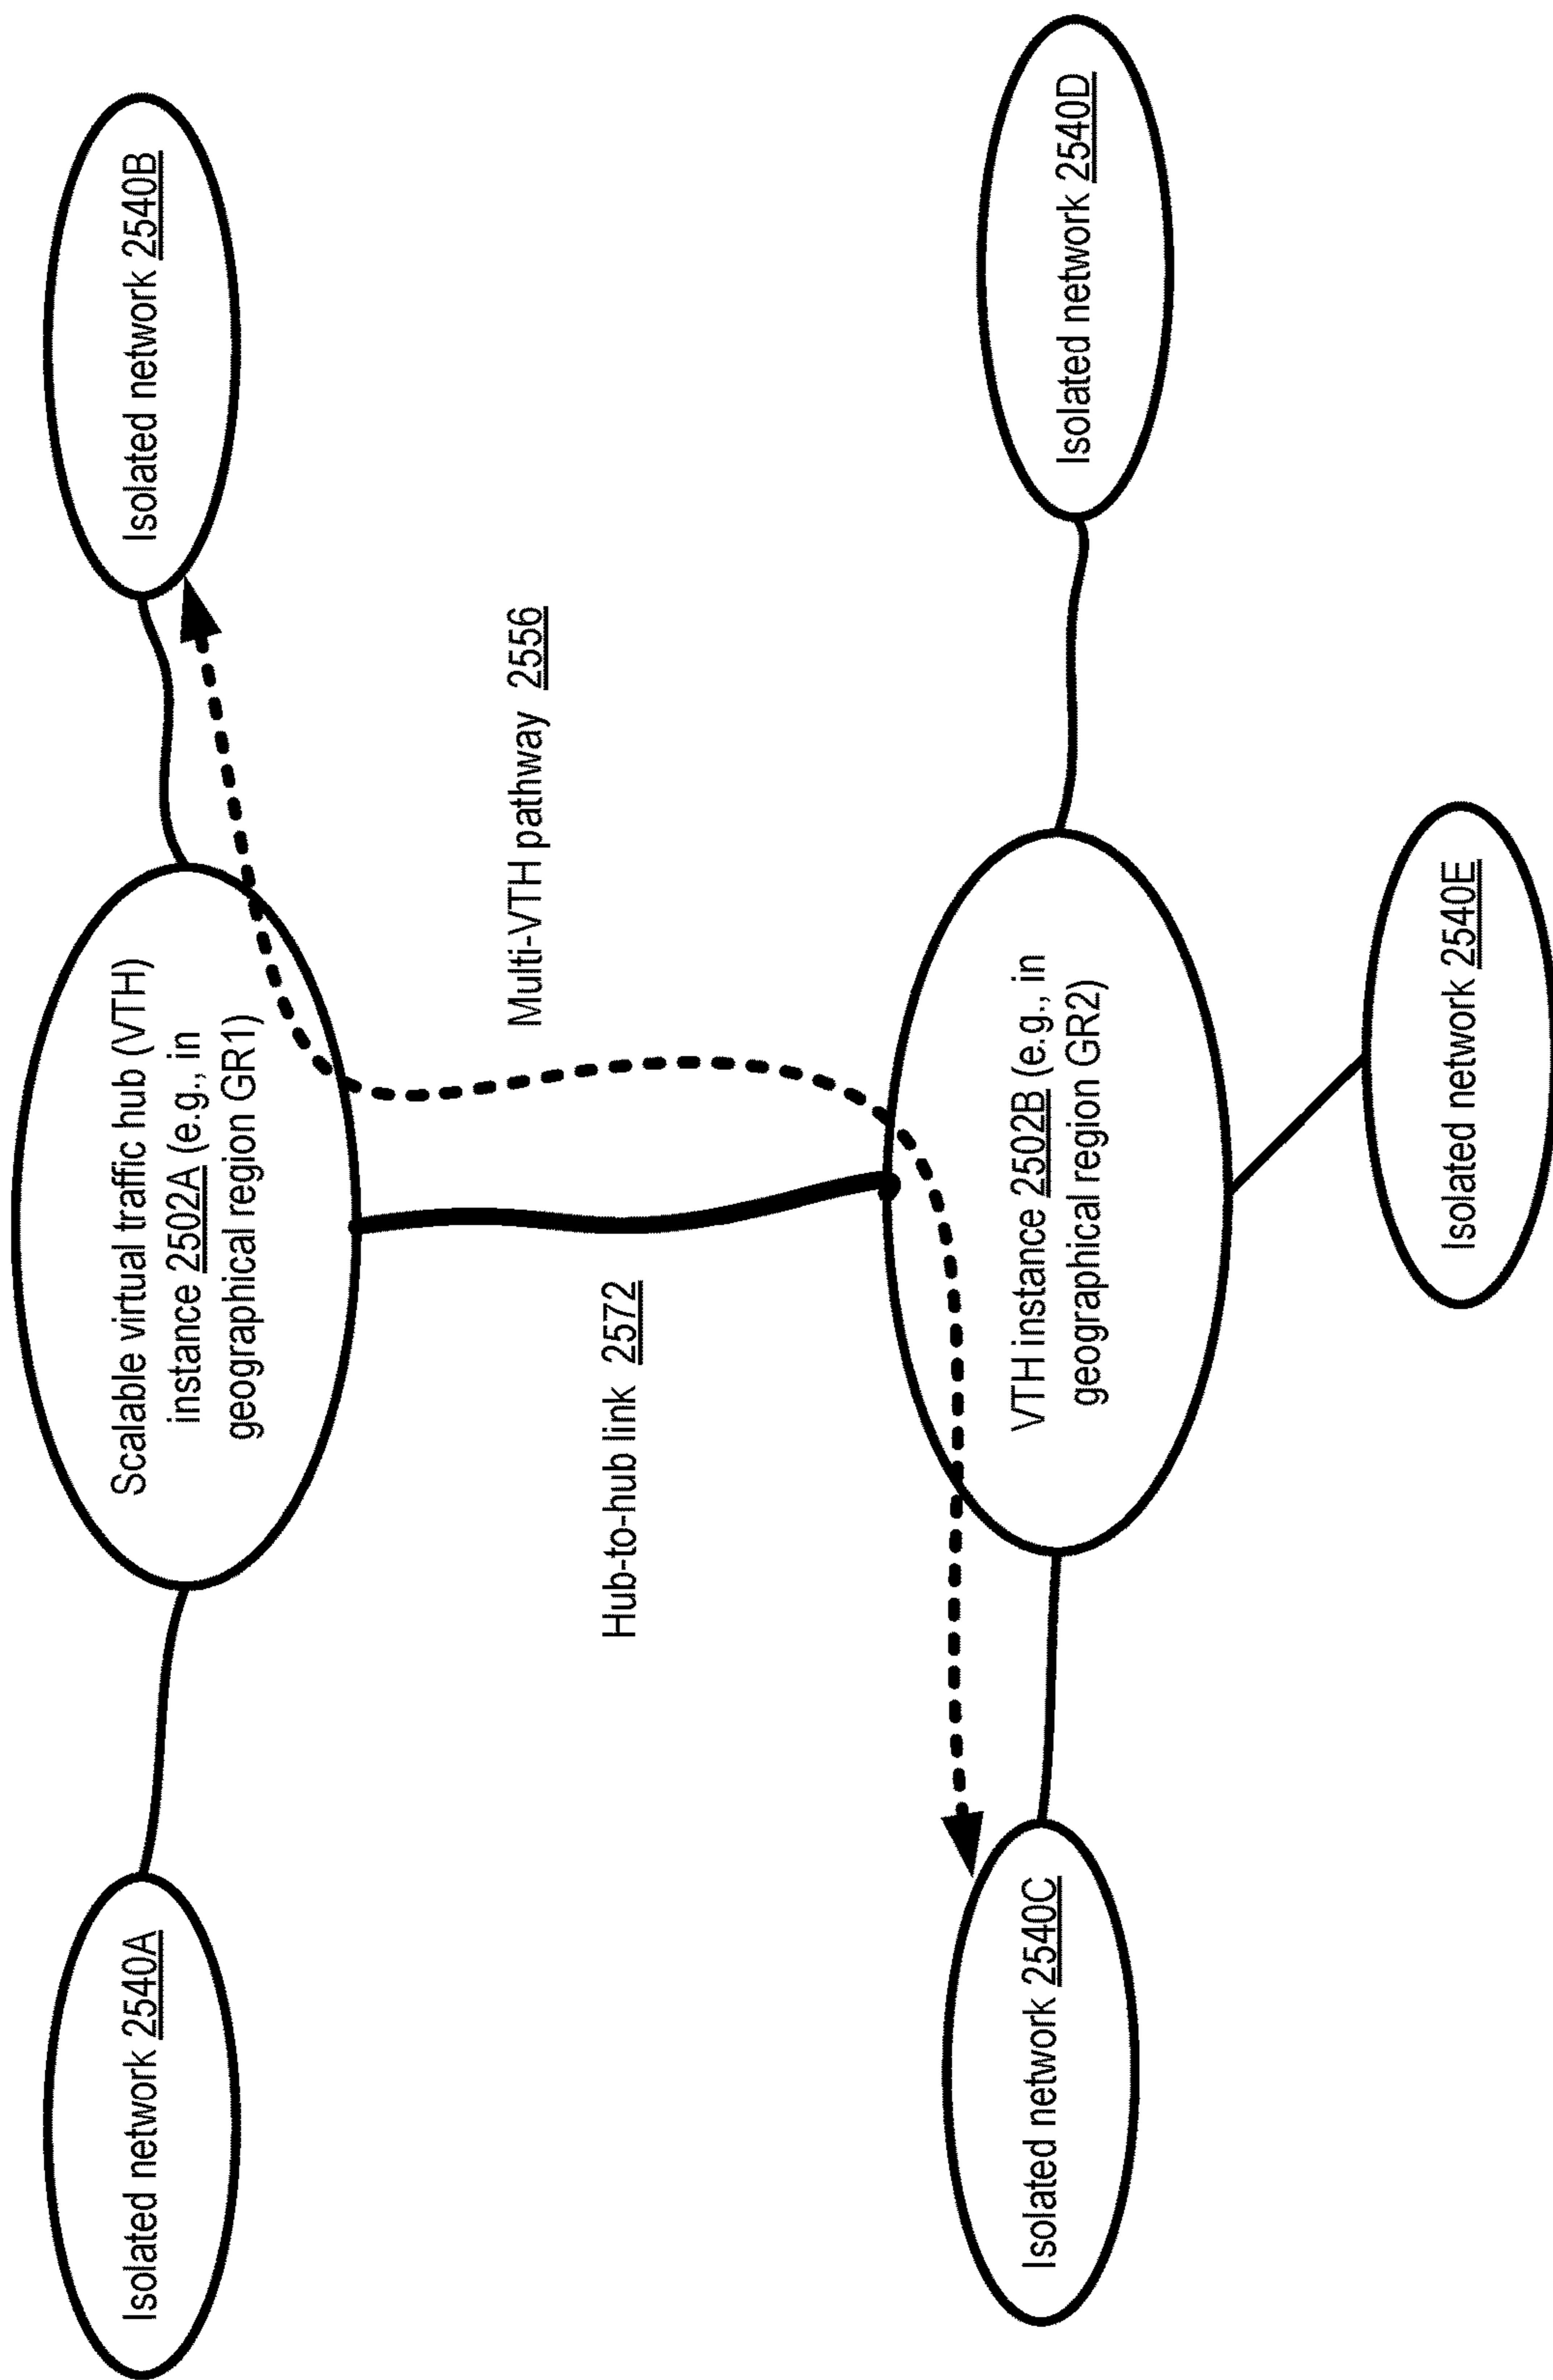 Isolated network 2540A
Scalable virtual traffic hub (VTH)
instance 2502A (e.g., in
geographical region GR1)
Isolated network 2540B
Hub-to-hub link 2572
Multi-VTH pathway 2556
Isolated network 2540C
VTH instance 2502B (e.g., in
geographical region GR2)
Isolated network 2540D
Isolated network 2540E